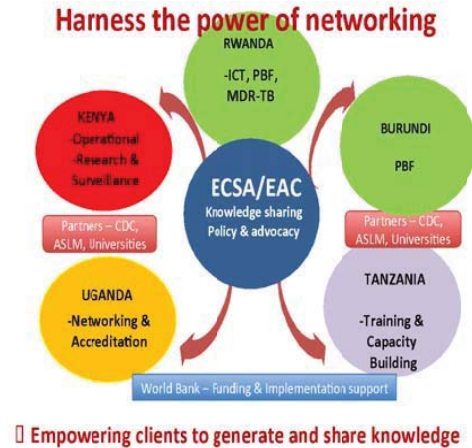 Harness the power of networking
RWANDA
-ICT, PBF,
MDR-TB
KENYA
-Operational
-Research &
Surveillance
BURUNDI
PBF
ECSA/EAC
Knowledge sharing
Policy & advocacy
Partners – CDC,
ASLM, Universities
Partners – CDC,
ASLM, Universities
UGANDA
-Networking &
Accreditation
TANZANIA
-Training &
Capacity
Building
World Bank – Funding & Implementation support
▯ Empowering clients to generate and share knowledge